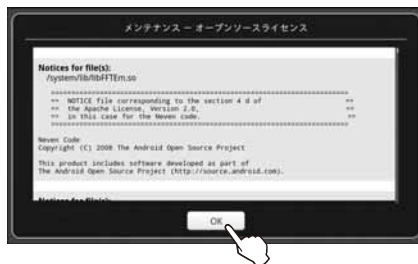 メンテナンス － オープンソースライセンス
Notices for file(s):
/system/lib/libFFTEm.so
==============================================================
== NOTICE file corresponding to the section 4 d of ==
== the Apache License, Version 2.0, ==
== in this case for the Neven code. ==
==============================================================
Neven Code
Copyright (C) 2008 The Android Open Source Project
This product includes software developed as part of
The Android Open Source Project (http://source.android.com).
Notices for file(s):
OK